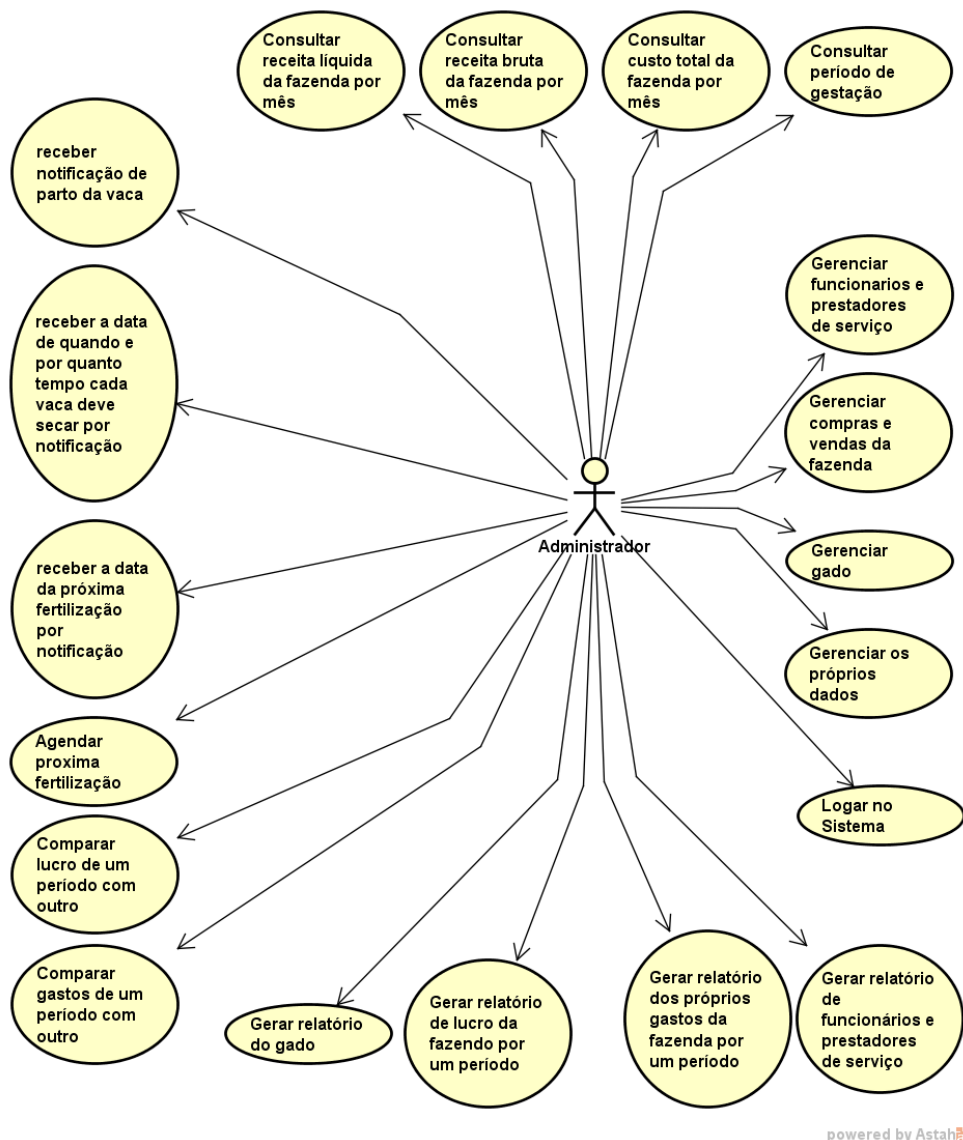 Consultar
receita líquida
da fazenda por
mês
Consultar
receita bruta
da fazenda por
mês
Consultar
custo total da
fazenda por
mês
Consultar
período de
gestação
receber
notificação de
parto da vaca
receber a data
de quando e
por quanto
tempo cada
vaca deve
secar por
notificação
receber a data
da próxima
fertilização
por
notificação
Agendar
proxima
fertilização
Comparar
lucro de um
período com
outro
Comparar
gastos de um
período com
outro
Administrador
Gerenciar
funcionarios e
prestadores
de serviço
Gerenciar
compras e
vendas da
fazenda
Gerenciar
gado
Gerenciar os
próprios
dados
Logar no
Sistema
Gerar relatório
do gado
Gerar relatório
de lucro da
fazendo por
um período
Gerar relatório
dos próprios
gastos da
fazenda por
um período
Gerar relatório
de
funcionários e
prestadores
de serviço
powered by Astah